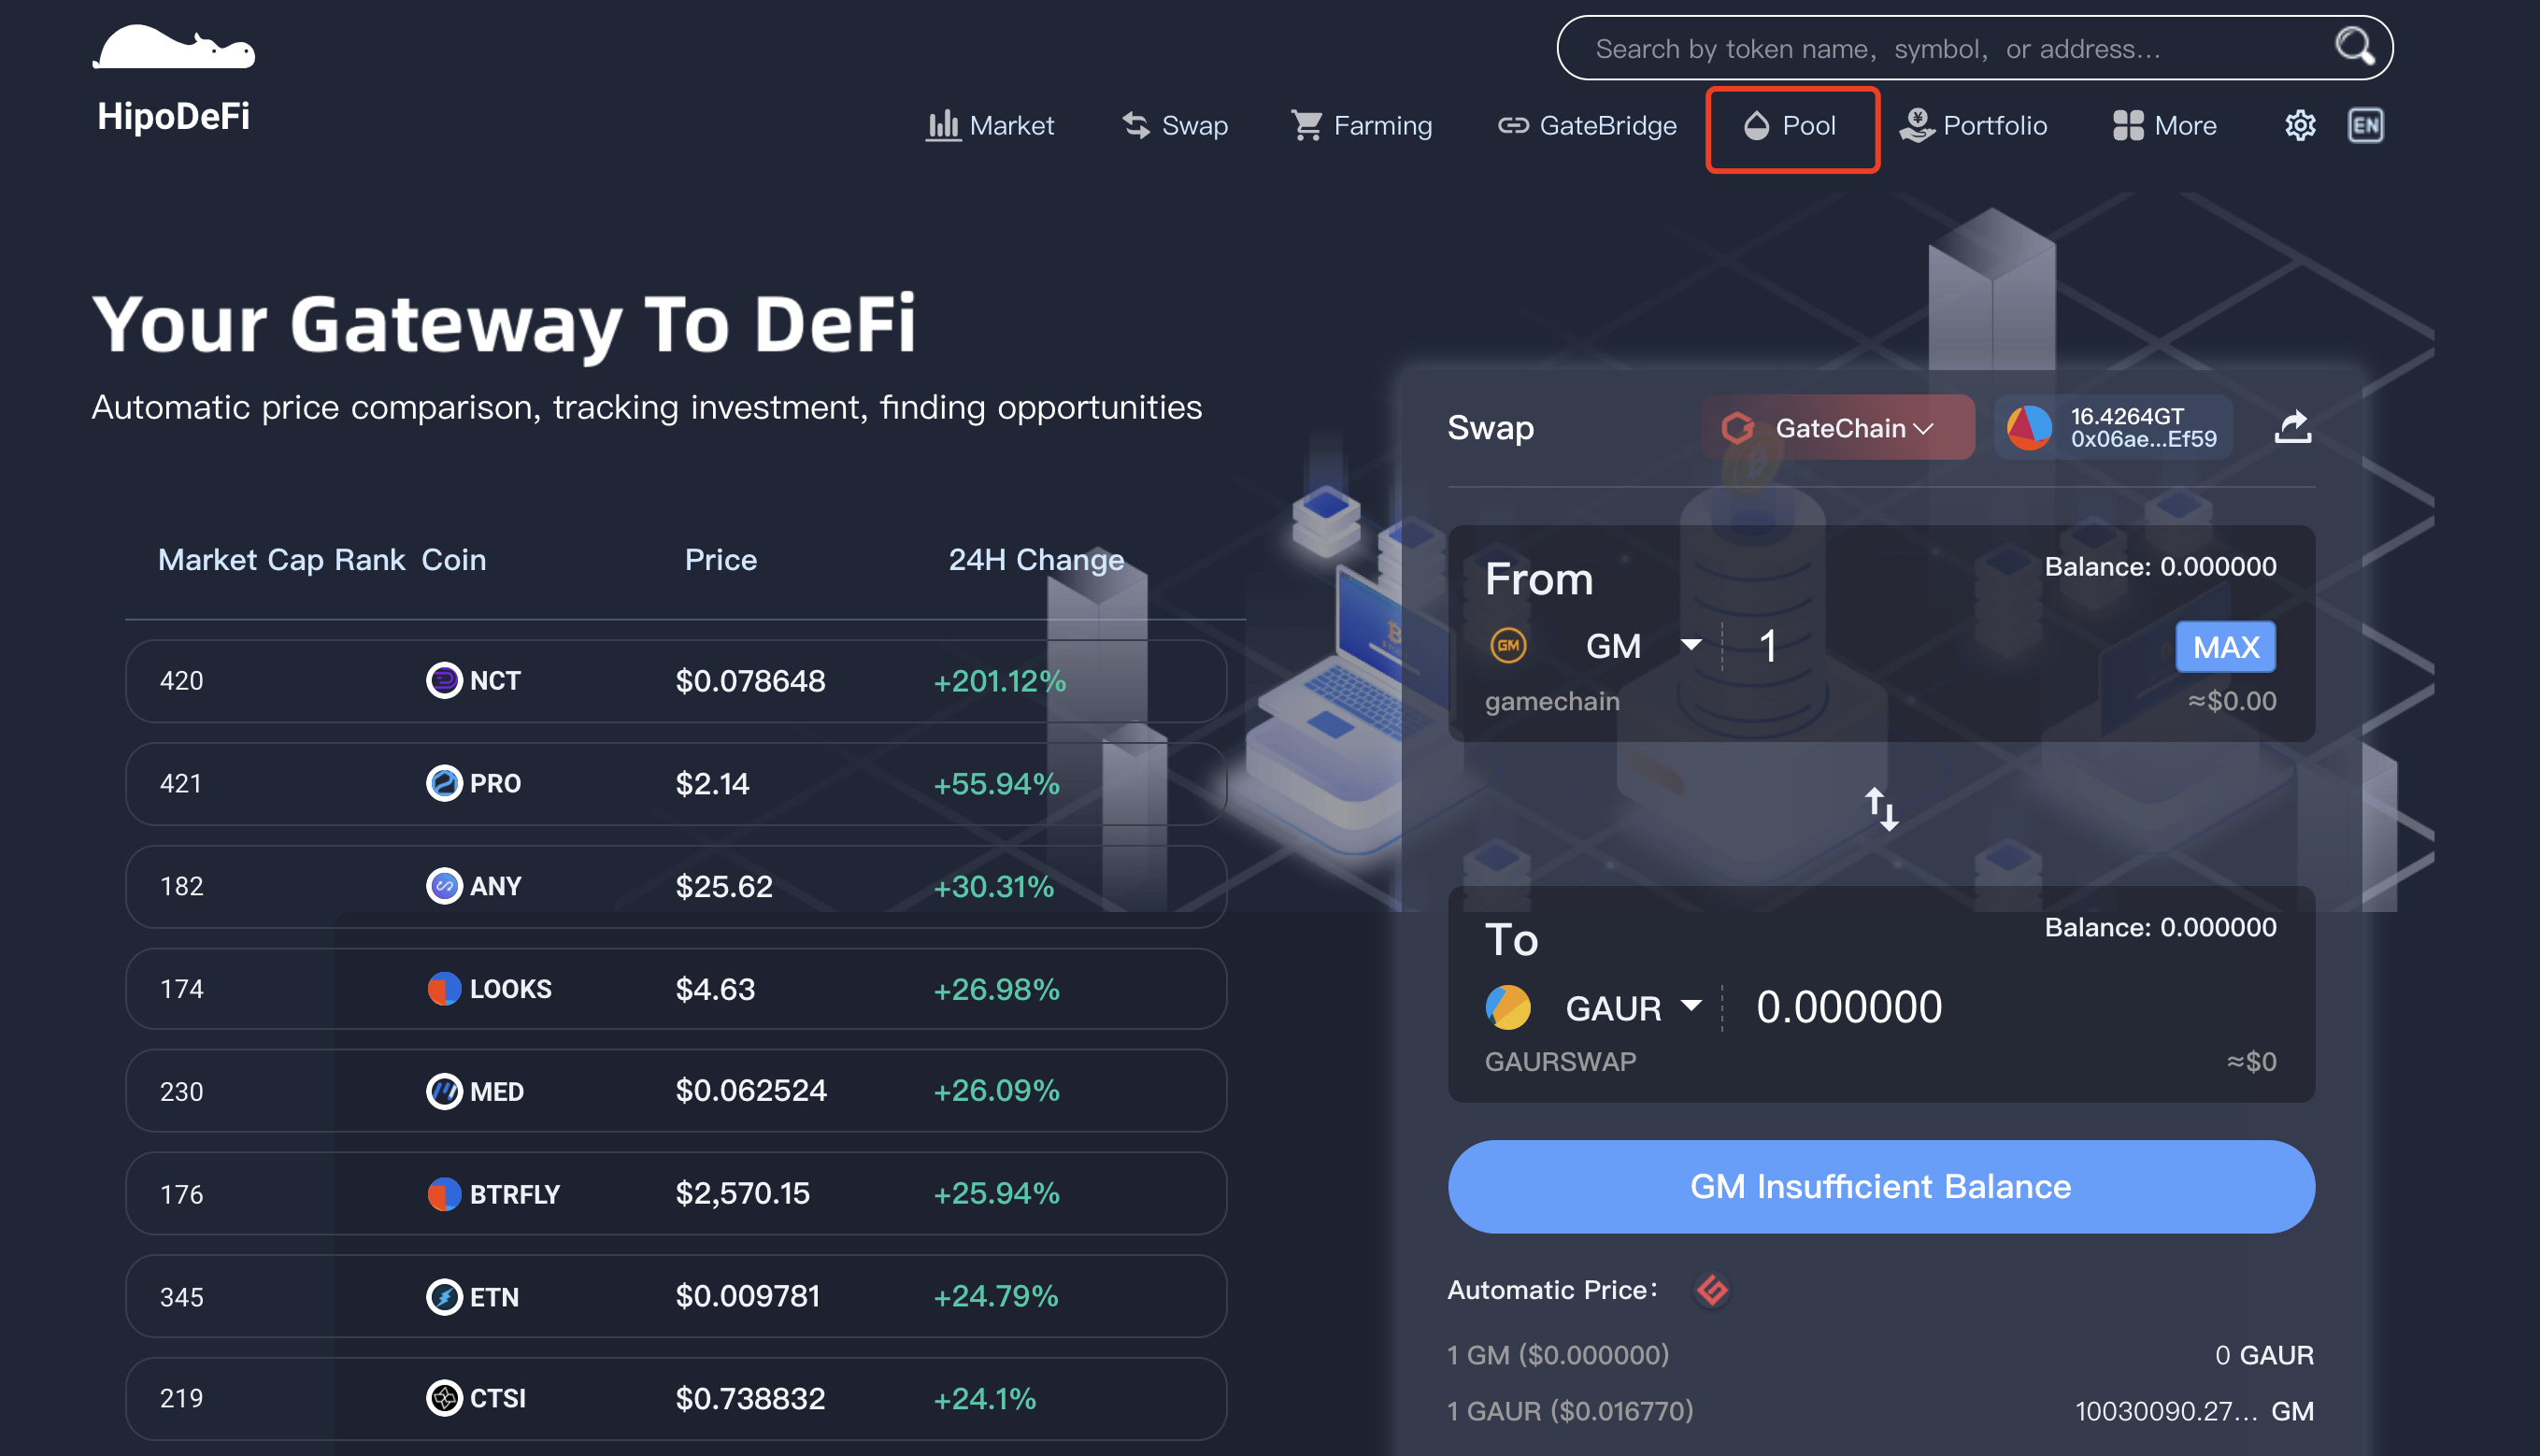 Search by token name, symbol, or address...
HipoDeFi
Market Swap Farming GateBridge Pool Portfolio More EN
Your Gateway To DeFi
Automatic price comparison, tracking investment, finding opportunities
Market Cap Rank Coin Price 24H Change
420 NCT $0.078648 +201.12%
421 PRO $2.14 +55.94%
182 ANY $25.62 +30.31%
174 LOOKS $4.63 +26.98%
230 MED $0.062524 +26.09%
176 BTRFLY $2,570.15 +25.94%
345 ETN $0.009781 +24.79%
219 CTSI $0.738832 +24.1%
Swap GateChain 16.4264GT
0x06ae...Ef59
From Balance: 0.000000
GM GM 1 MAX
gamechain ≈$0.00
To Balance: 0.000000
GAUR 0.000000
GAURSWAP ≈$0
GM Insufficient Balance
Automatic Price:
1 GM ($0.000000) 0 GAUR
1 GAUR ($0.016770) 10030090.27... GM